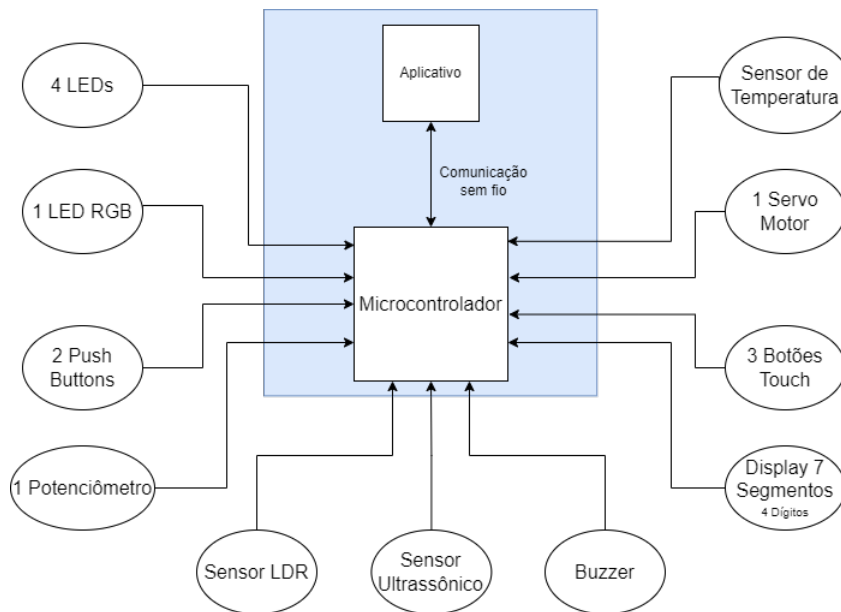 4 LEDs
Aplicativo
Sensor de
Temperatura
Comunicação
sem fio
1 LED RGB
1 Servo
Motor
Microcontrolador
2 Push
Buttons
3 Botões
Touch
1 Potenciômetro
Display 7
Segmentos
4 Dígitos
Sensor LDR
Sensor
Ultrassônico
Buzzer